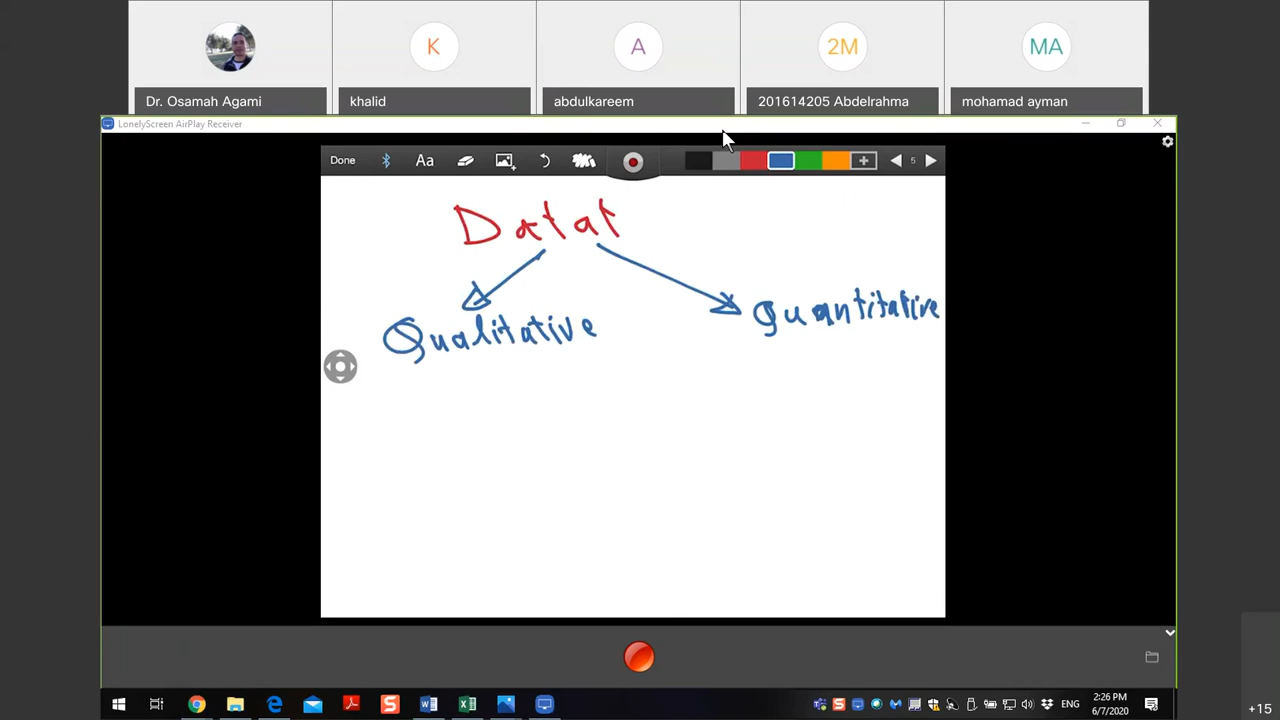 K
A
2M
MA
Dr. Osamah Agami
khalid
abdulkareem
201614205 Abdelrahma
mohamad ayman
LonelyScreen AirPlay Receiver
Done
Aa
5
Datat
Qualitative
Quantitative
ENG
2:26 PM
6/7/2020
+15